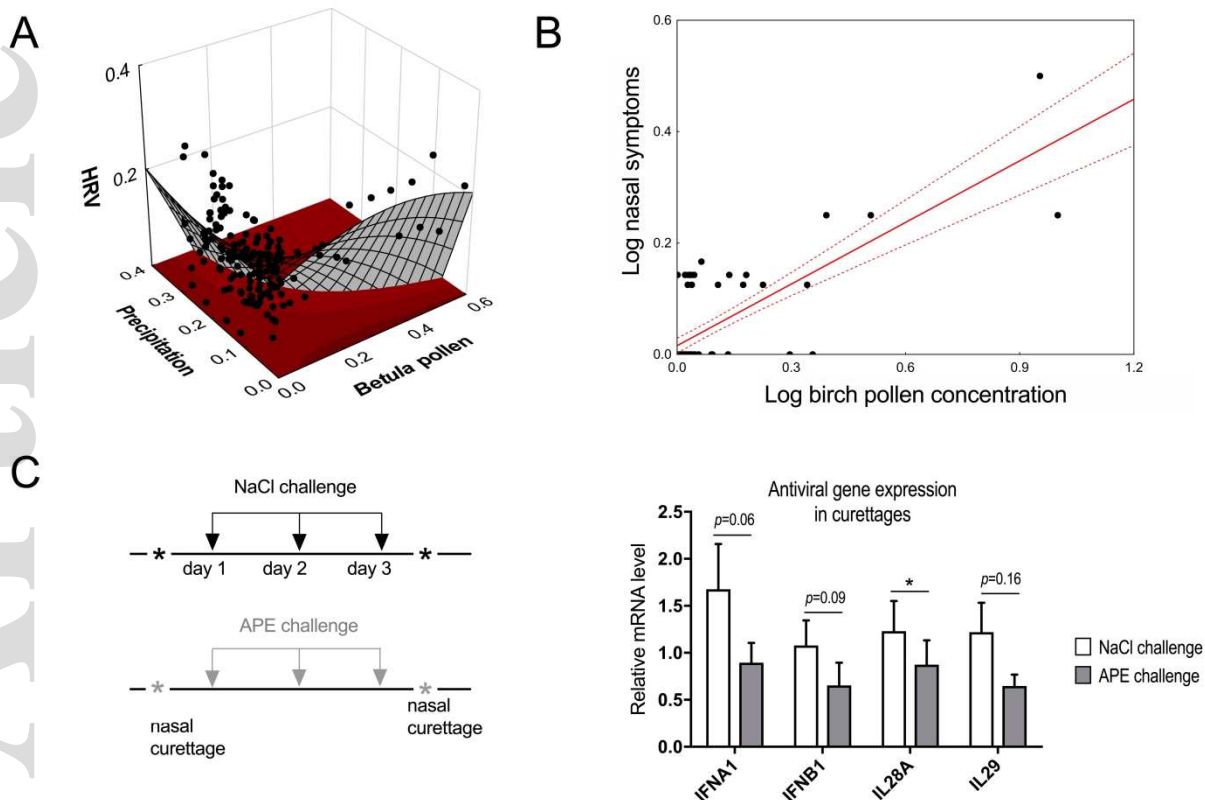 A
0.4
0.2
HRV
0.4
0.3
0.2
0.1
0.0
Precipitation
0.0
0.2
0.4
0.6
Betula pollen
B
0.6
0.4
0.2
0.0
Log nasal symptoms
0.0 0.3 0.6 0.9 1.2
Log birch pollen concentration
C
NaCl challenge
* *
day 1 day 2 day 3
APE challenge
* *
nasal
curettage
nasal
curettage
Antiviral gene expression
in curettages
Relative mRNA level
2.5
2.0
1.5
1.0
0.5
0.0
p=0.06
p=0.09
*
p=0.16
IFNA1
IFNB1
IL28A
IL29
NaCl challenge
APE challenge